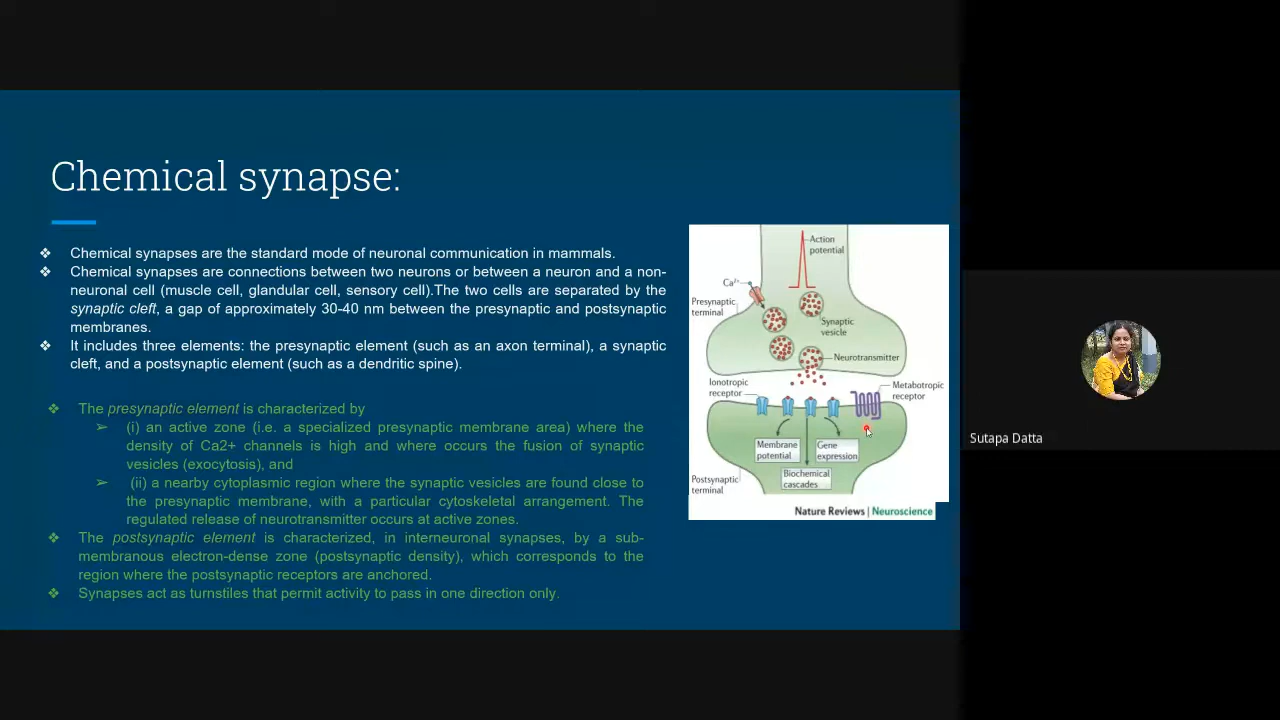 Chemical synapse:
❖ Chemical synapses are the standard mode of neuronal communication in mammals.
❖ Chemical synapses are connections between two neurons or between a neuron and a non-
neuronal cell (muscle cell, glandular cell, sensory cell).The two cells are separated by the
synaptic cleft, a gap of approximately 30-40 nm between the presynaptic and postsynaptic
membranes.
❖ It includes three elements: the presynaptic element (such as an axon terminal), a synaptic
cleft, and a postsynaptic element (such as a dendritic spine).
❖ The presynaptic element is characterized by
➢ (i) an active zone (i.e. a specialized presynaptic membrane area) where the
density of Ca2+ channels is high and where occurs the fusion of synaptic
vesicles (exocytosis), and
➢ (ii) a nearby cytoplasmic region where the synaptic vesicles are found close to
the presynaptic membrane, with a particular cytoskeletal arrangement. The
regulated release of neurotransmitter occurs at active zones.
❖ The postsynaptic element is characterized, in interneuronal synapses, by a sub-
membranous electron-dense zone (postsynaptic density), which corresponds to the
region where the postsynaptic receptors are anchored.
❖ Synapses act as turnstiles that permit activity to pass in one direction only.
Action
potential
Ca²⁺
Presynaptic
terminal
Synaptic
vesicle
Neurotransmitter
Ionotropic
receptor
Metabotropic
receptor
Membrane
potential
Gene
expression
Biochemical
cascades
Postsynaptic
terminal
Nature Reviews | Neuroscience
Sutapa Datta